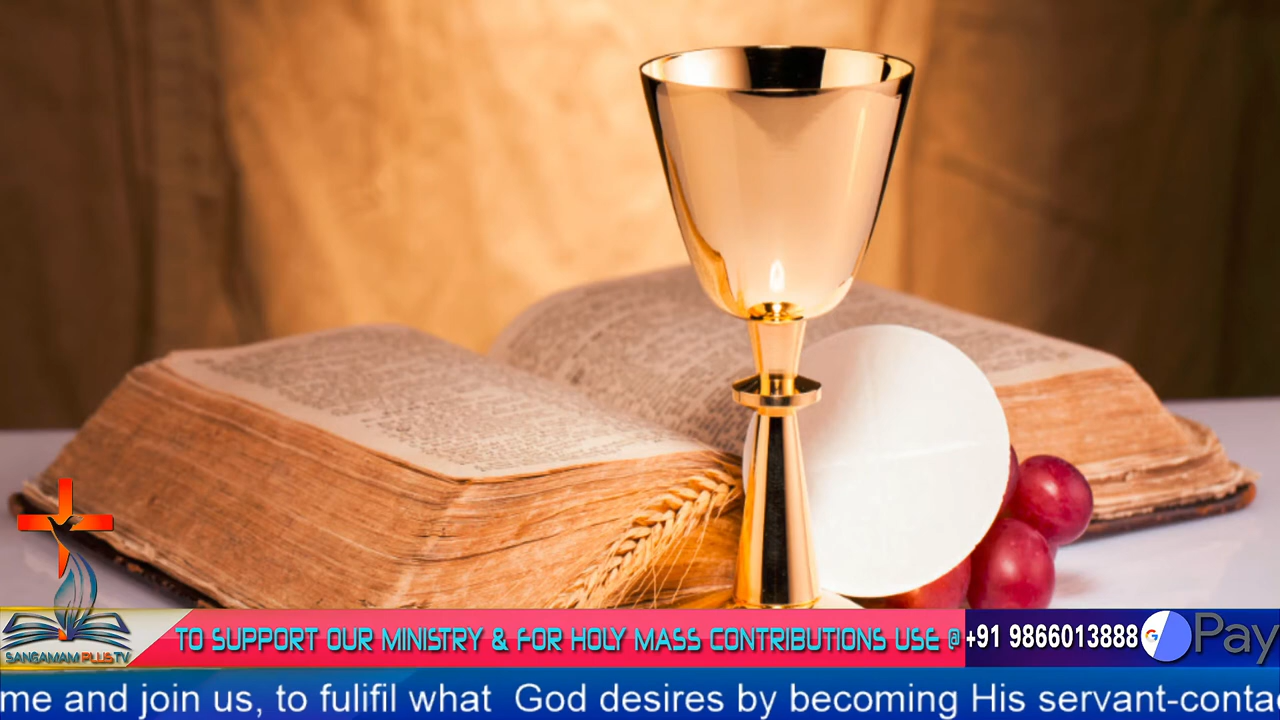 SANGAMAM PLUS TV
TO SUPPORT OUR MINISTRY & FOR HOLY MASS CONTRIBUTIONS USE @ +91 9866013888 G Pay
me and join us, to fulifil what God desires by becoming His servant-conta